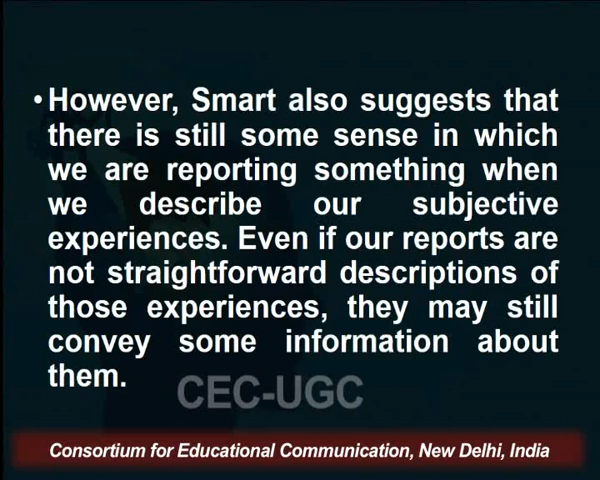 • However, Smart also suggests that
there is still some sense in which
we are reporting something when
we describe our subjective
experiences. Even if our reports are
not straightforward descriptions of
those experiences, they may still
convey some information about
them.
CEC-UGC
Consortium for Educational Communication, New Delhi, India